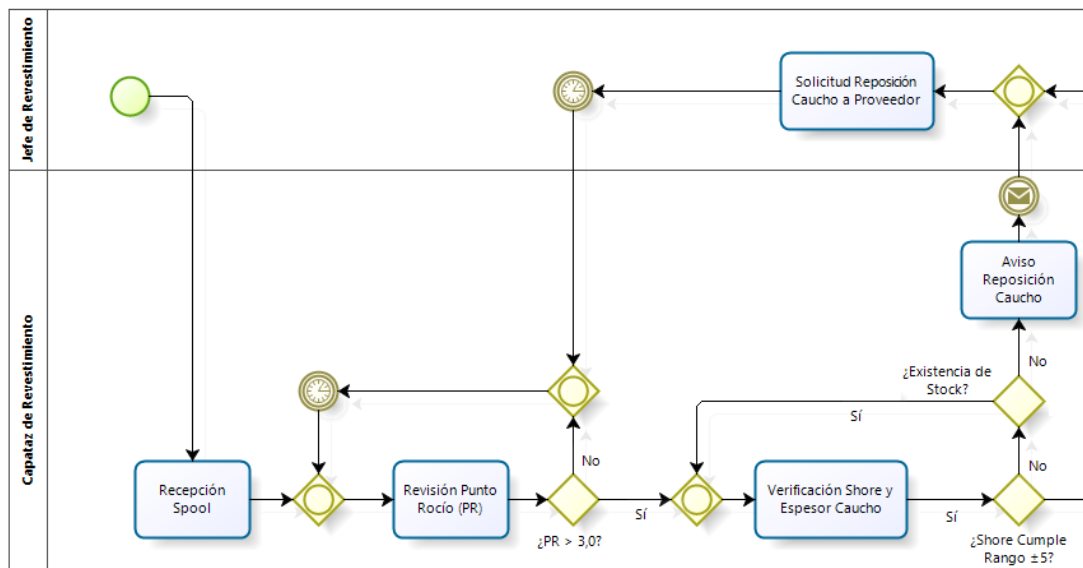 Jefe de Revestimiento
Solicitud Reposición
Caucho a Proveedor
Capataz de Revestimiento
Aviso
Reposición
Caucho
No
¿Existencia de
Stock?
Sí
Recepción
Spool
Revisión Punto
Rocío (PR)
No
Sí
¿PR > 3,0?
Verificación Shore y
Espesor Caucho
Sí
No
¿Shore Cumple
Rango ±5?